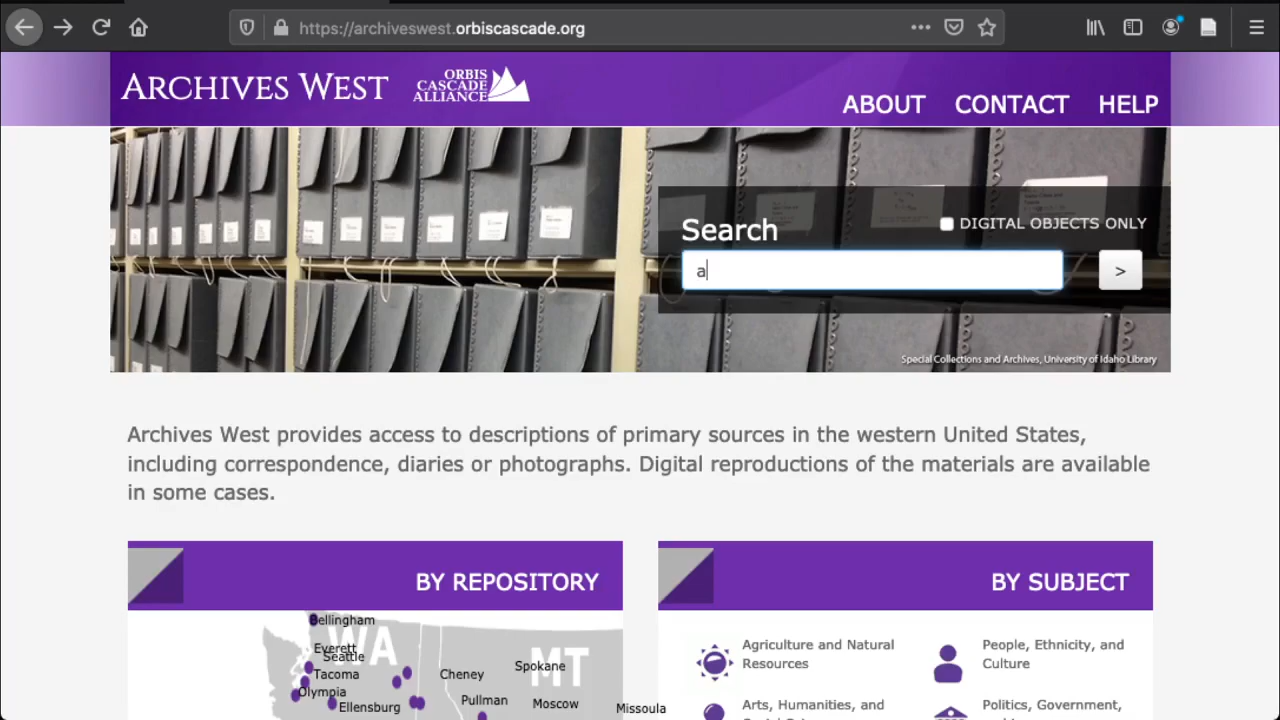 https://archiveswest.orbiscascade.org
ARCHIVES WEST
ORBIS
CASCADE
ALLIANCE
ABOUT CONTACT HELP
Search
DIGITAL OBJECTS ONLY
a
>
Special Collections and Archives, University of Idaho Library
Archives West provides access to descriptions of primary sources in the western United States,
including correspondence, diaries or photographs. Digital reproductions of the materials are available
in some cases.
BY REPOSITORY
WA
MT
Bellingham
Everett
Seattle
Tacoma
Olympia
Ellensburg
Cheney
Spokane
Pullman
Moscow
Missoula
BY SUBJECT
Agriculture and Natural
Resources
People, Ethnicity, and
Culture
Arts, Humanities, and
Politics, Government,